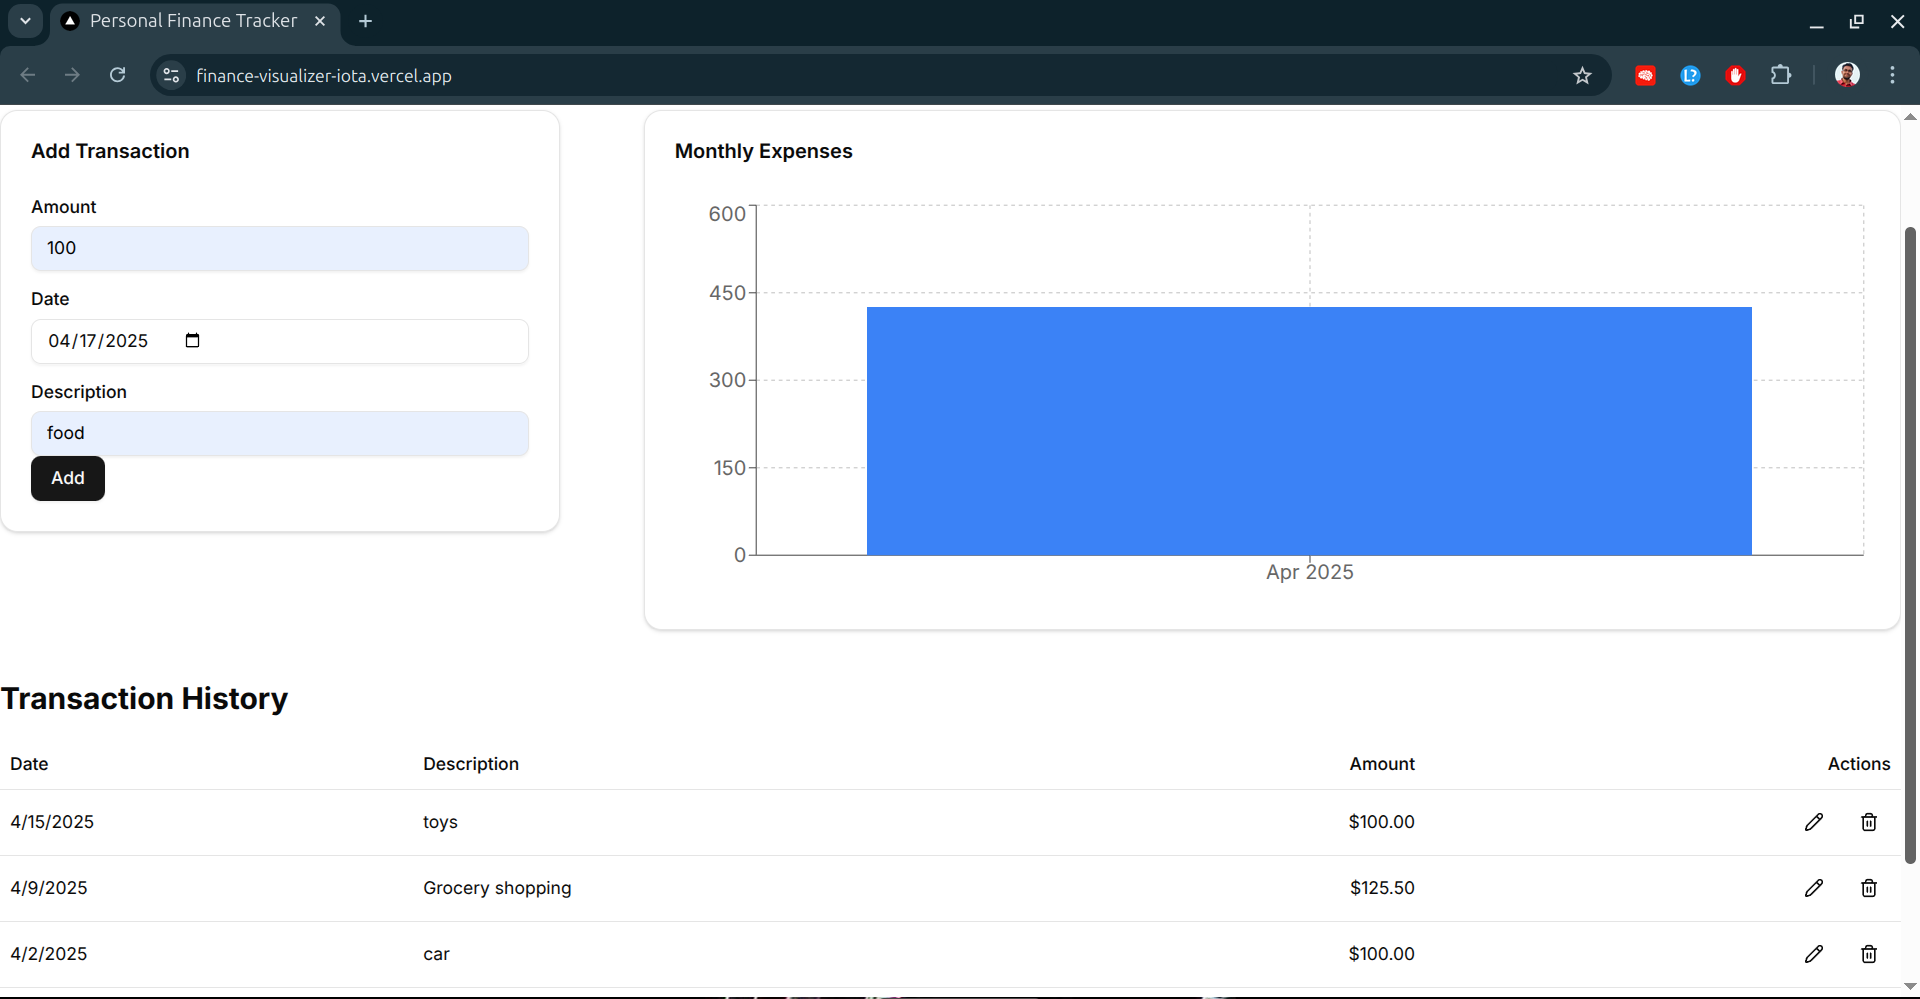 Personal Finance Tracker
finance-visualizer-iota.vercel.app
L?
Add Transaction
Amount
100
Date
04/17/2025
Description
food
Add
Monthly Expenses
600
450
300
150
0
Apr 2025
Transaction History
Date Description Amount Actions
4/15/2025 toys $100.00
4/9/2025 Grocery shopping $125.50
4/2/2025 car $100.00